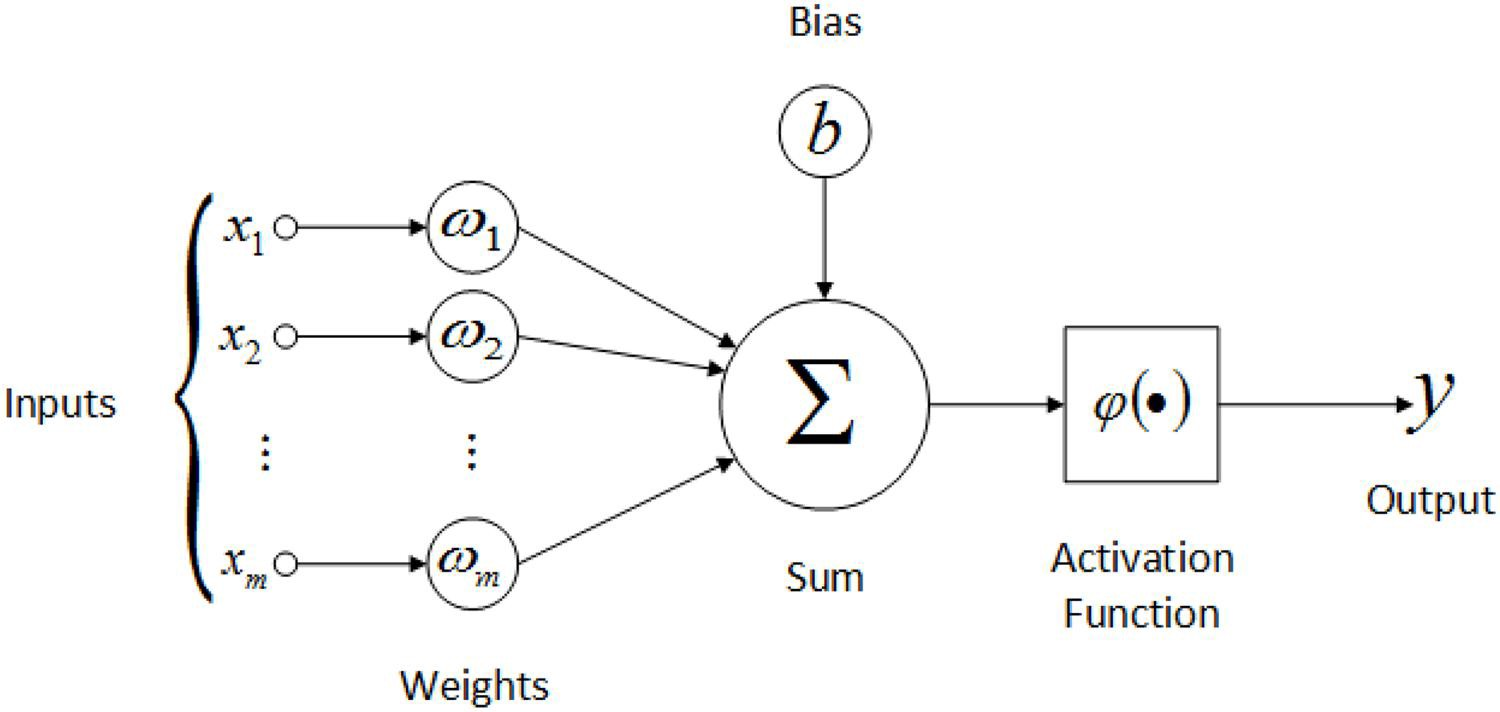 Bias
b
x1
ω1
x2
ω2
Inputs
⋮
⋮
Σ
φ(•)
y
Output
xm
ωm
Sum
Activation
Function
Weights